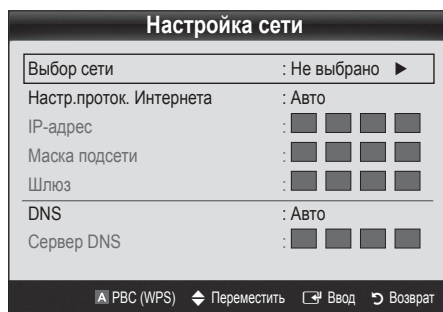 Настройка сети
Выбор сети : Не выбрано ►
Настр.проток. Интернета : Авто
IP-адрес :
Маска подсети :
Шлюз :
DNS : Авто
Сервер DNS :
A PBC (WPS) Переместить Ввод Возврат